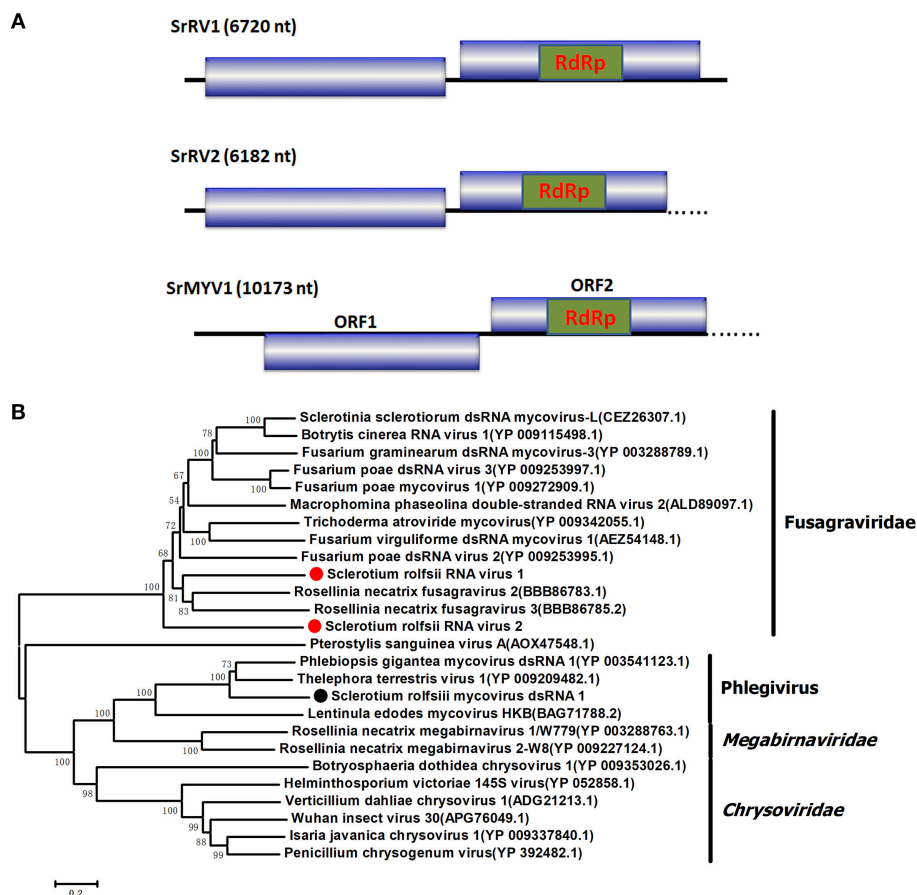 A
SrRV1 (6720 nt)
RdRp
SrRV2 (6182 nt)
RdRp
SrMYV1 (10173 nt)
ORF2
ORF1
RdRp
B
Sclerotinia sclerotiorum dsRNA mycovirus-L(CEZ26307.1)
Botrytis cinerea RNA virus 1(YP 009115498.1)
Fusarium graminearum dsRNA mycovirus-3(YP 003288789.1)
Fusarium poae dsRNA virus 3(YP 009253997.1)
Fusarium poae mycovirus 1(YP 009272909.1)
Macrophomina phaseolina double-stranded RNA virus 2(ALD89097.1)
Trichoderma atroviride mycovirus(YP 009342055.1)
Fusarium virguliforme dsRNA mycovirus 1(AEZ54148.1)
Fusarium poae dsRNA virus 2(YP 009253995.1)
Sclerotium rolfsii RNA virus 1
Rosellinia necatrix fusagravirus 2(BBB86783.1)
Rosellinia necatrix fusagravirus 3(BBB86785.2)
Sclerotium rolfsii RNA virus 2
Pterostylis sanguinea virus A(AOX47548.1)
Phlebiopsis gigantea mycovirus dsRNA 1(YP 003541123.1)
Thelephora terrestris virus 1(YP 009209482.1)
Sclerotium rolfsiii mycovirus dsRNA 1
Lentinula edodes mycovirus HKB(BAG71788.2)
Rosellinia necatrix megabirnavirus 1/W779(YP 003288763.1)
Rosellinia necatrix megabirnavirus 2-W8(YP 009227124.1)
Botryosphaeria dothidea chrysovirus 1(YP 009353026.1)
Helminthosporium victoriae 145S virus(YP 052858.1)
Verticillium dahliae chrysovirus 1(ADG21213.1)
Wuhan insect virus 30(APG76049.1)
Isaria javanica chrysovirus 1(YP 009337840.1)
Penicillium chrysogenum virus(YP 392482.1)
Fusagraviridae
Phlegivirus
Megabirnaviridae
Chrysoviridae
100
78
100
100
67
54
100
72
68
100
81
83
73
100
100
100
100
100
98
100
99
88
99
0.2